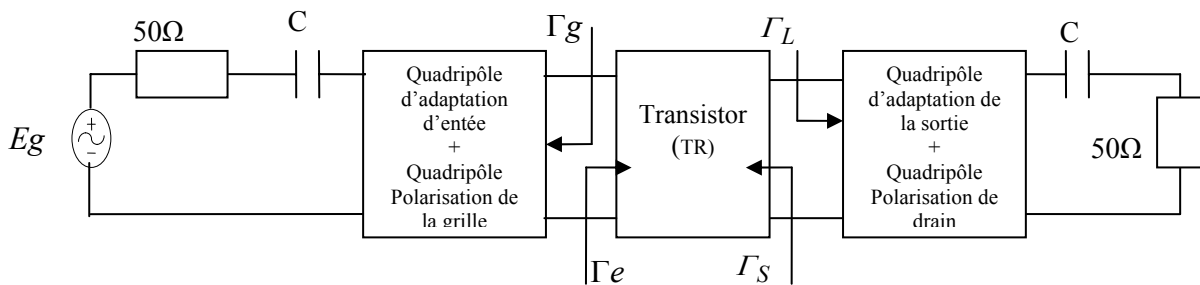 50Ω
C
Γg
Γ_L
C
Eg
Quadripôle
d'adaptation
d'entée
+
Quadripôle
Polarisation de
la grille
Transistor
(TR)
Quadripôle
d'adaptation de
la sortie
+
Quadripôle
Polarisation de
drain
50Ω
Γe
Γ_S